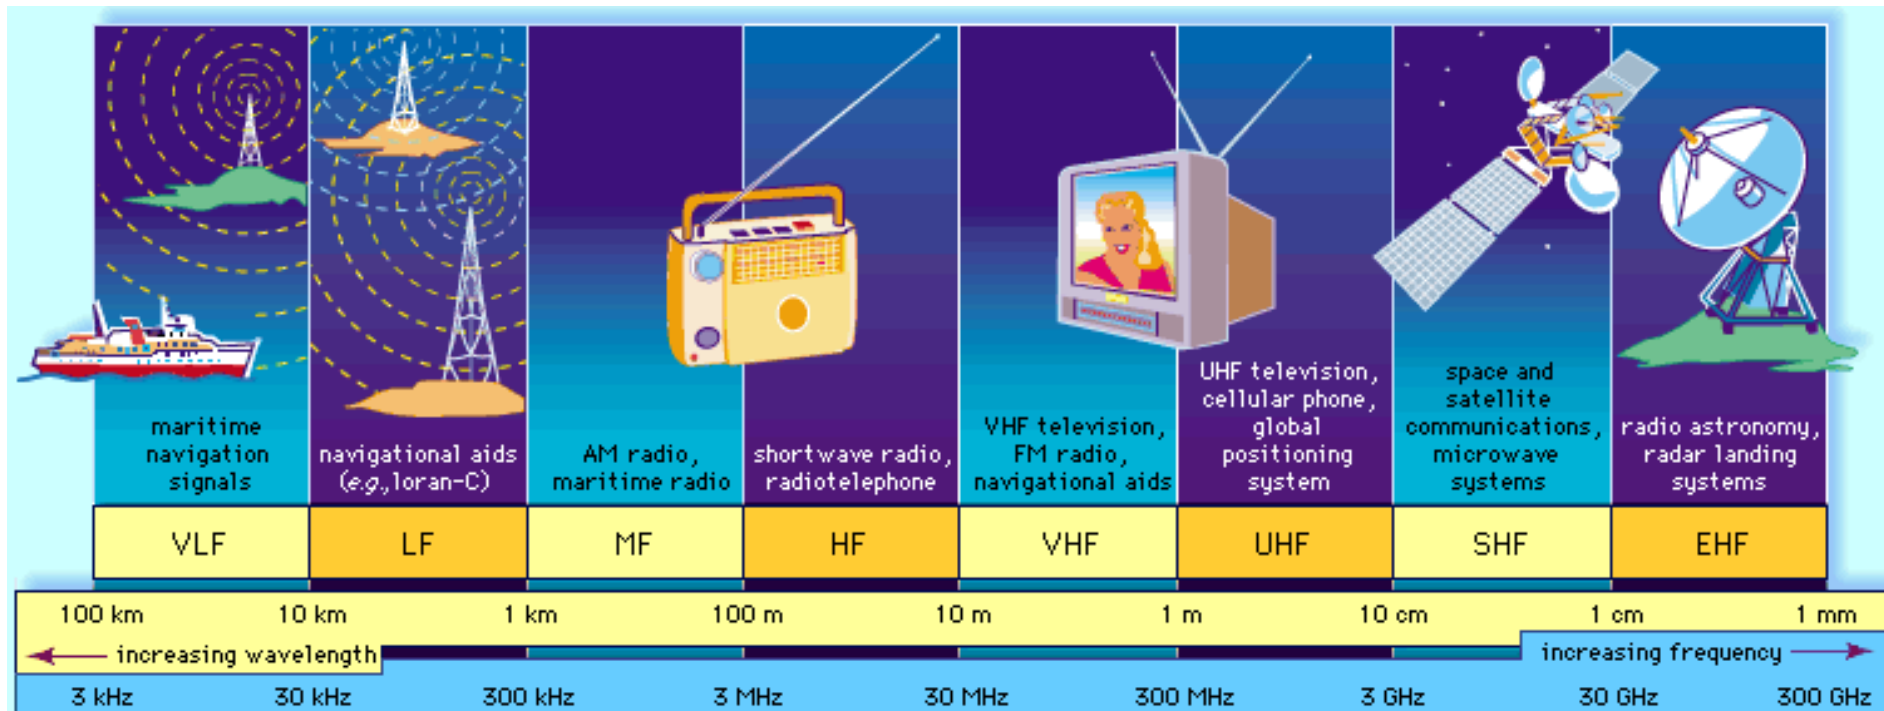 maritime
navigation
signals
navigational aids
(e.g., loran-C)
AM radio,
maritime radio
shortwave radio,
radiotelephone
VHF television,
FM radio,
navigational aids
UHF television,
cellular phone,
global
positioning
system
space and
satellite
communications,
microwave
systems
radio astronomy,
radar landing
systems
VLF LF MF HF VHF UHF SHF EHF
100 km 10 km 1 km 100 m 10 m 1 m 10 cm 1 cm 1 mm
increasing wavelength increasing frequency
3 kHz 30 kHz 300 kHz 3 MHz 30 MHz 300 MHz 3 GHz 30 GHz 300 GHz